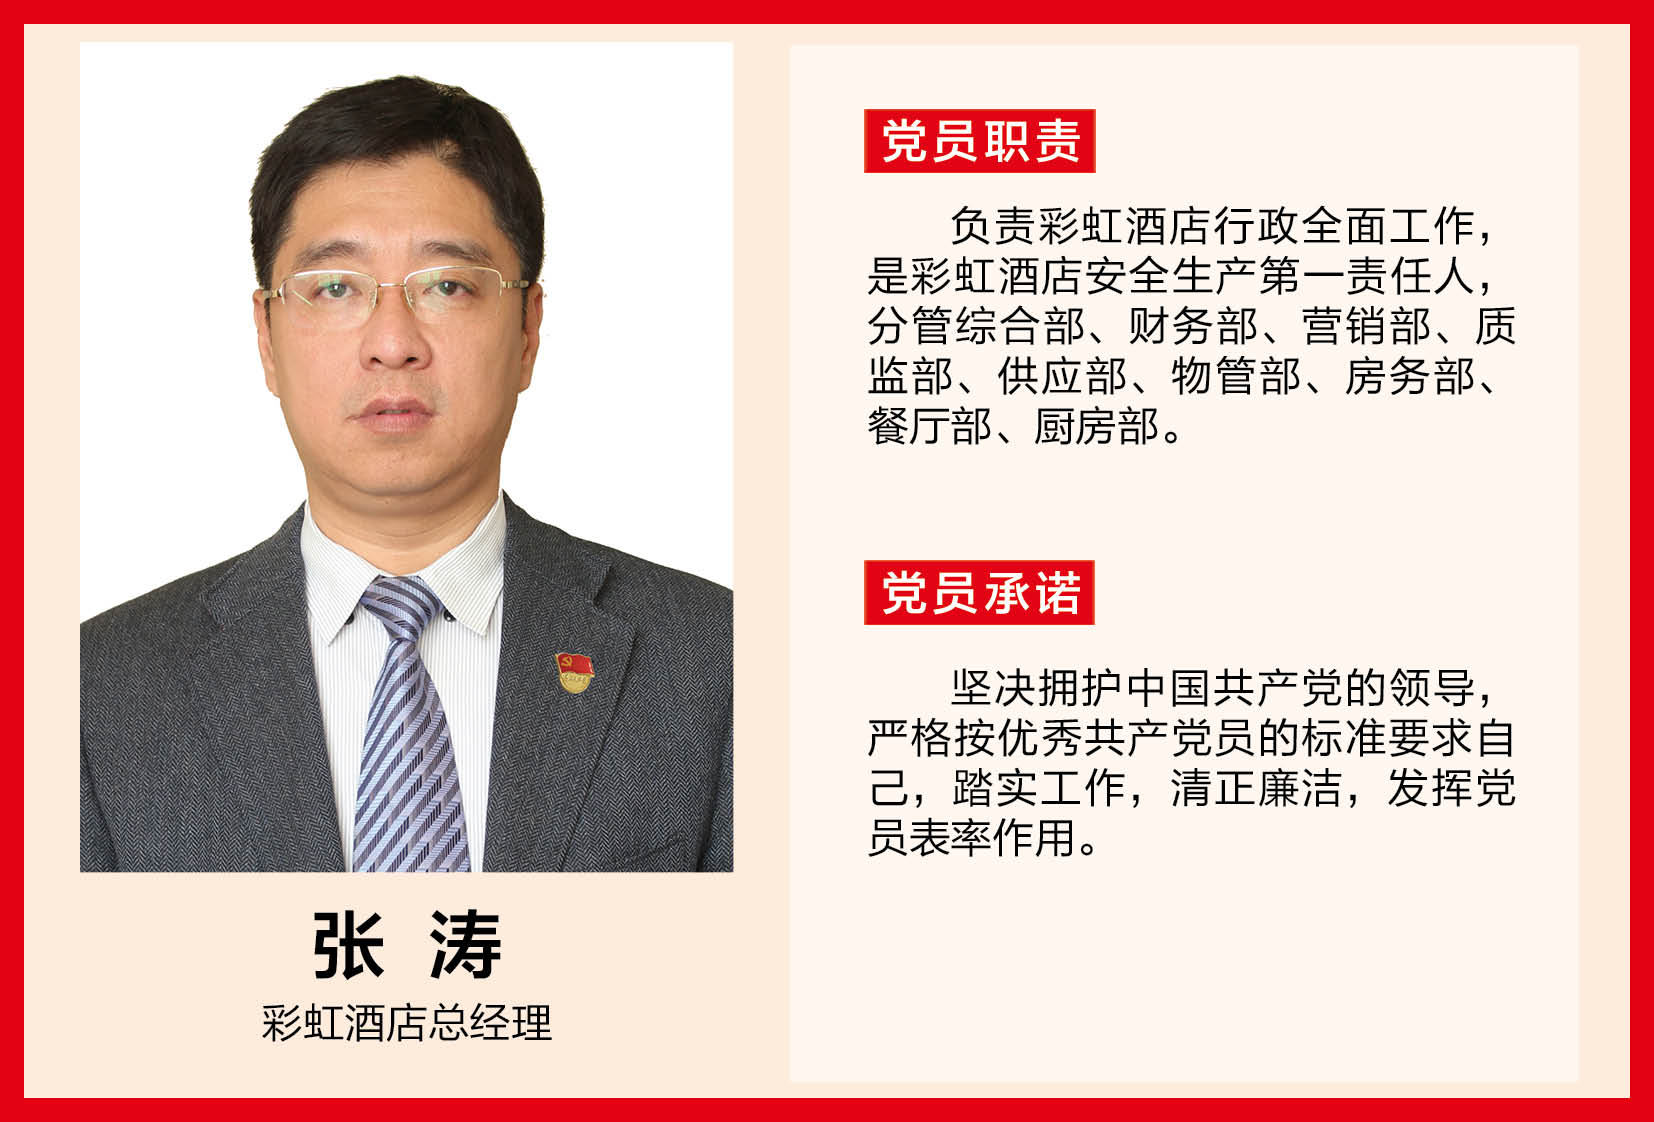 党员职责
负责彩虹酒店行政全面工作，
是彩虹酒店安全生产第一责任人，
分管综合部、财务部、营销部、质
监部、供应部、物管部、房务部、
餐厅部、厨房部。
党员承诺
坚决拥护中国共产党的领导，
严格按优秀共产党员的标准要求自
己，踏实工作，清正廉洁，发挥党
员表率作用。
张 涛
彩虹酒店总经理